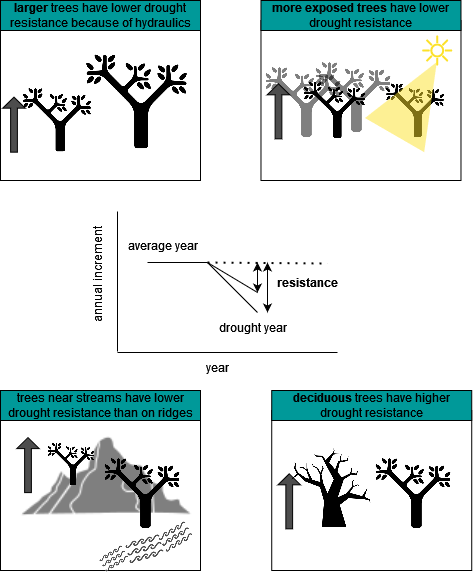 larger trees have lower drought
resistance because of hydraulics
more exposed trees have lower
drought resistance
annual increment
average year
resistance
drought year
year
trees near streams have lower
drought resistance than on ridges
deciduous trees have higher
drought resistance